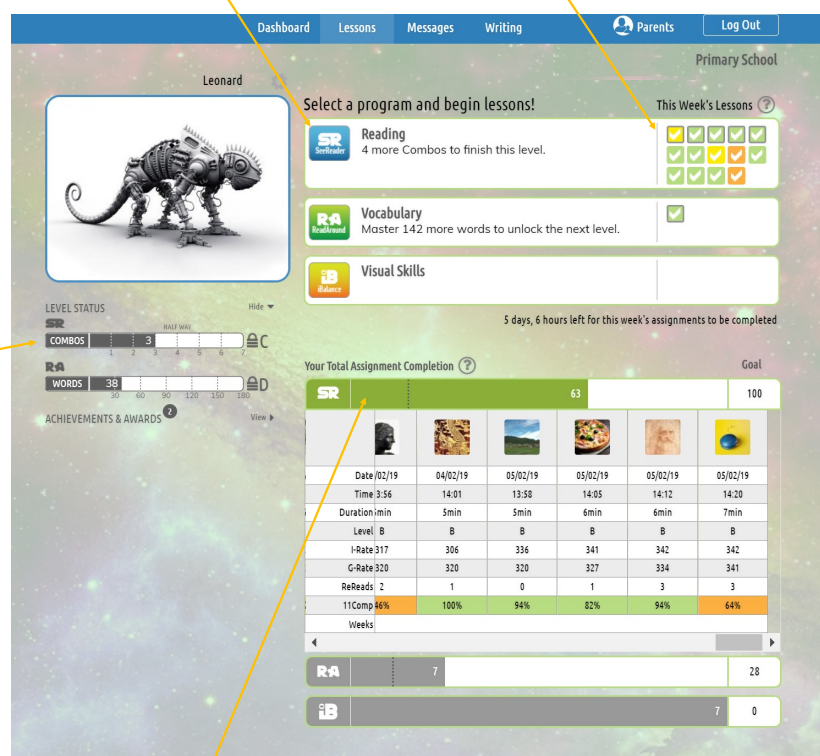 Dashboard Lessons Messages Writing Parents Log Out
Primary School
Leonard
Select a program and begin lessons! This Week's Lessons ?
SR SeeReader Reading
4 more Combos to finish this level.
RA ReadAround Vocabulary
Master 142 more words to unlock the next level.
iB iBalance Visual Skills
5 days, 6 hours left for this week's assignments to be completed
LEVEL STATUS Hide
SR HALF WAY
COMBOS 3 C
1 2 3 4 5 6 7
RA
WORDS 38 D
30 60 90 120 150 180
ACHIEVEMENTS & AWARDS 2 View
Your Total Assignment Completion ? Goal
SR 63 100
Date /02/19 04/02/19 05/02/19 05/02/19 05/02/19 05/02/19
Time 3:56 14:01 13:58 14:05 14:12 14:20
Duration min 5min 5min 6min 6min 7min
Level B B B B B B
I-Rate 317 306 336 341 342 342
G-Rate 320 320 320 327 334 341
ReReads 2 1 0 1 3 3
11Comp 46% 100% 94% 82% 94% 64%
Weeks
RA 7 28
iB 7 0